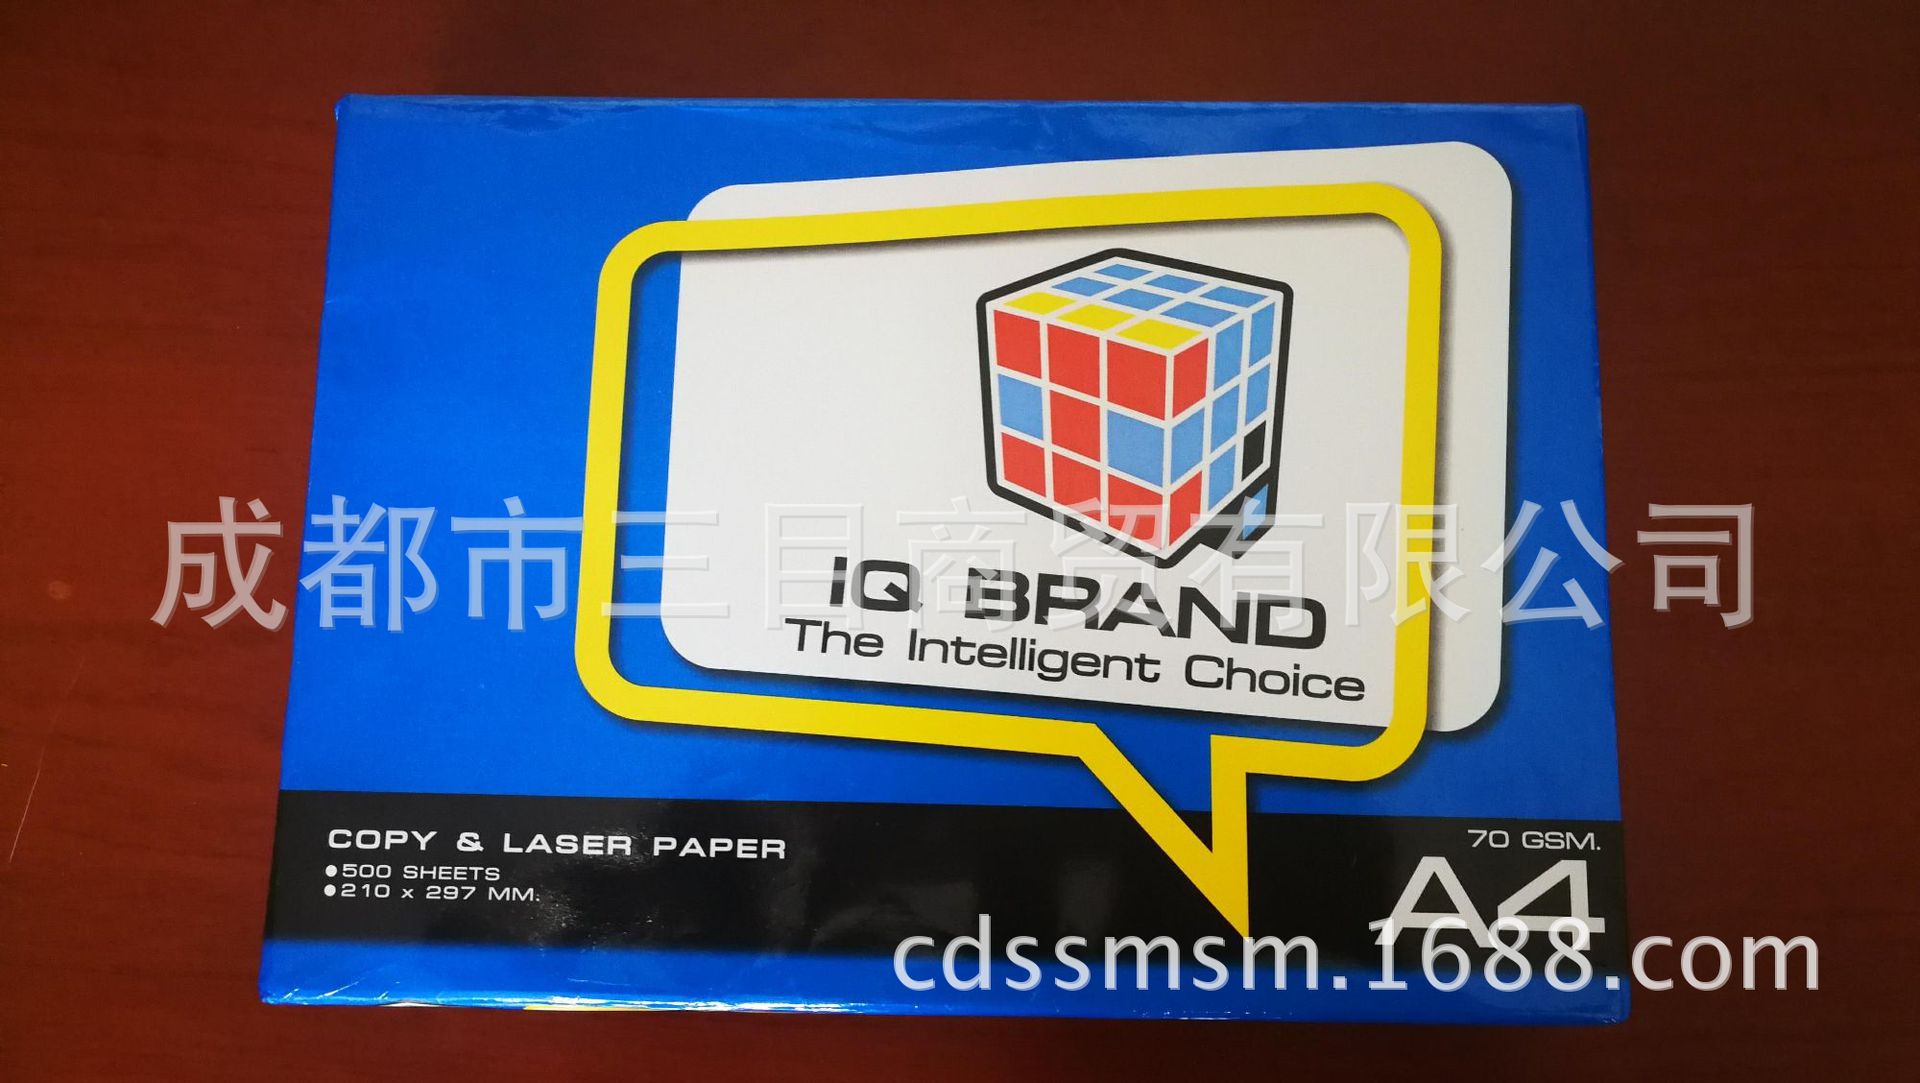 成都市三目商贸有限公司
IQ BRAND
The Intelligent Choice
COPY & LASER PAPER
●500 SHEETS
●210 x 297 MM.
70 GSM.
A4
cdssmsm.1688.com